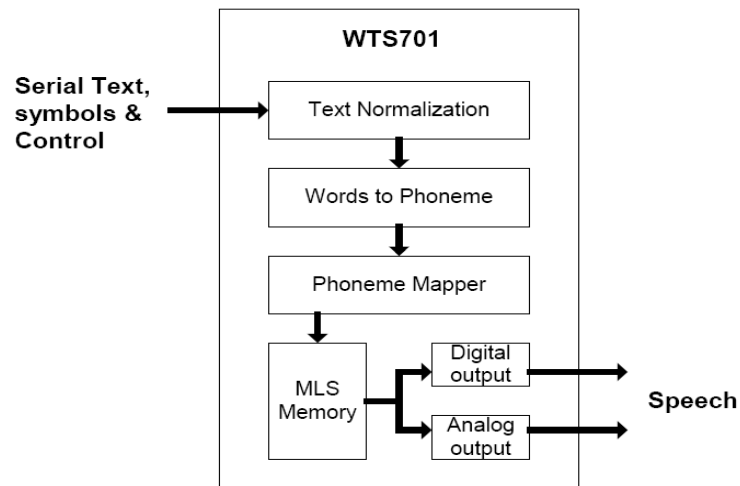 WTS701
Serial Text,
symbols &
Control
Text Normalization
Words to Phoneme
Phoneme Mapper
MLS
Memory
Digital
output
Analog
output
Speech